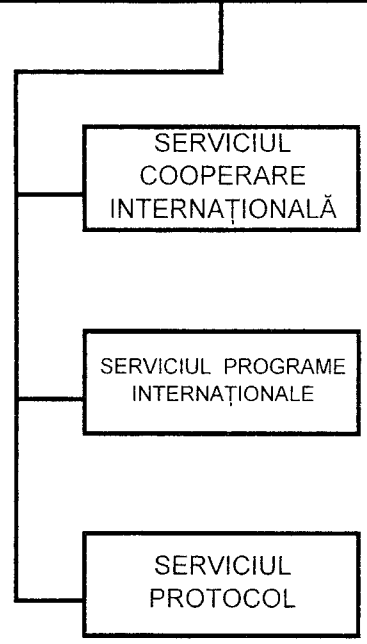 SERVICIUL
COOPERARE
INTERNAȚIONALĂ
SERVICIUL PROGRAME
INTERNAȚIONALE
SERVICIUL
PROTOCOL